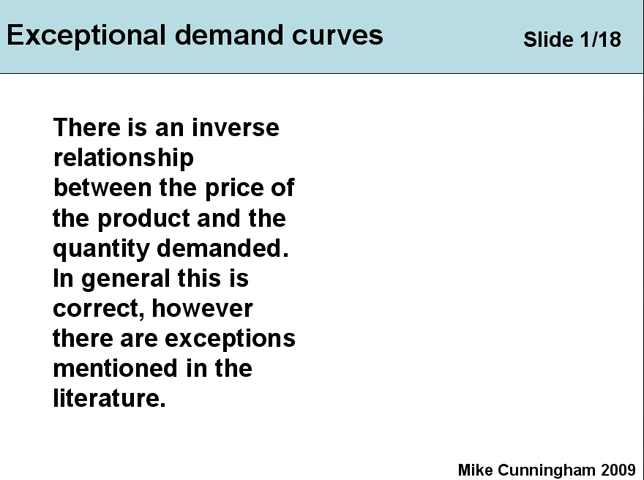 Exceptional demand curves
Slide 1/18
There is an inverse
relationship
between the price of
the product and the
quantity demanded.
In general this is
correct, however
there are exceptions
mentioned in the
literature.
Mike Cunningham 2009